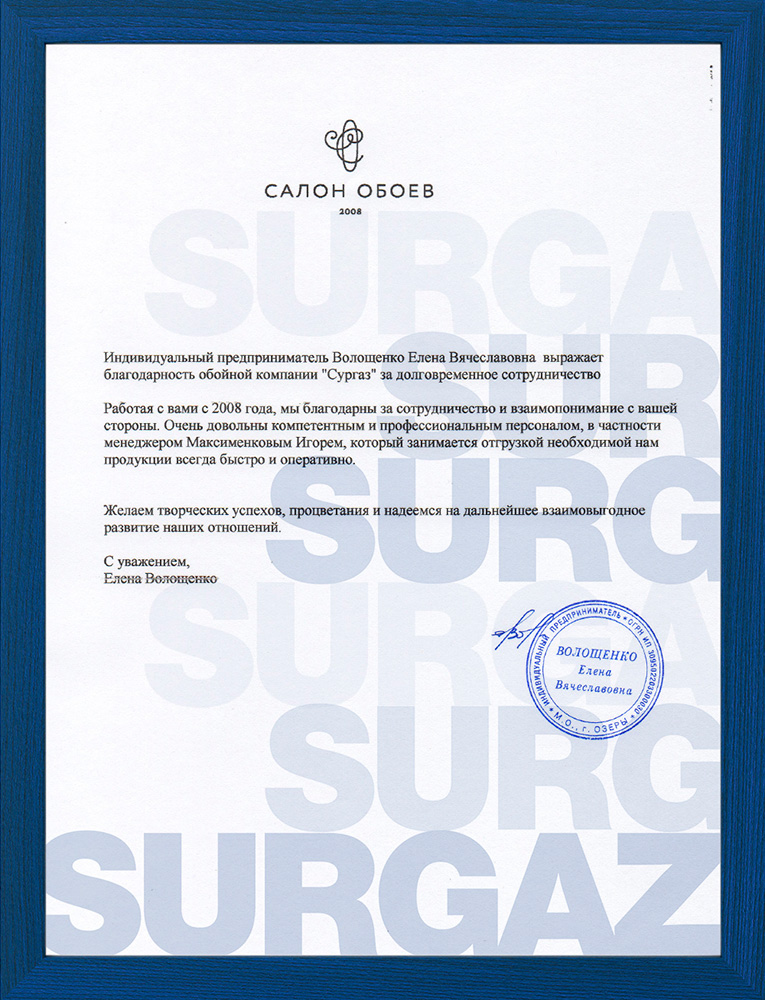 САЛОН ОБОЕВ
2008
SURGA
SUR
SURG
SURGA
SURG
SURGAZ
Индивидуальный предприниматель Волощенко Елена Вячеславовна выражает
благодарность обойной компании "Сургаз" за долговременное сотрудничество
Работая с вами с 2008 года, мы благодарны за сотрудничество и взаимопонимание с вашей
стороны. Очень довольны компетентным и профессиональным персоналом, в частности
менеджером Максименковым Игорем, который занимается отгрузкой необходимой нам
продукции всегда быстро и оперативно.
Желаем творческих успехов, процветания и надеемся на дальнейшее взаимовыгодное
развитие наших отношений.
С уважением,
Елена Волощенко
ИНДИВИДУАЛЬНЫЙ ПРЕДПРИНИМАТЕЛЬ * ОГРН ИП
* М.О., г. ОЗЕРЫ *
ВОЛОЩЕНКО
Елена
Вячеславовна